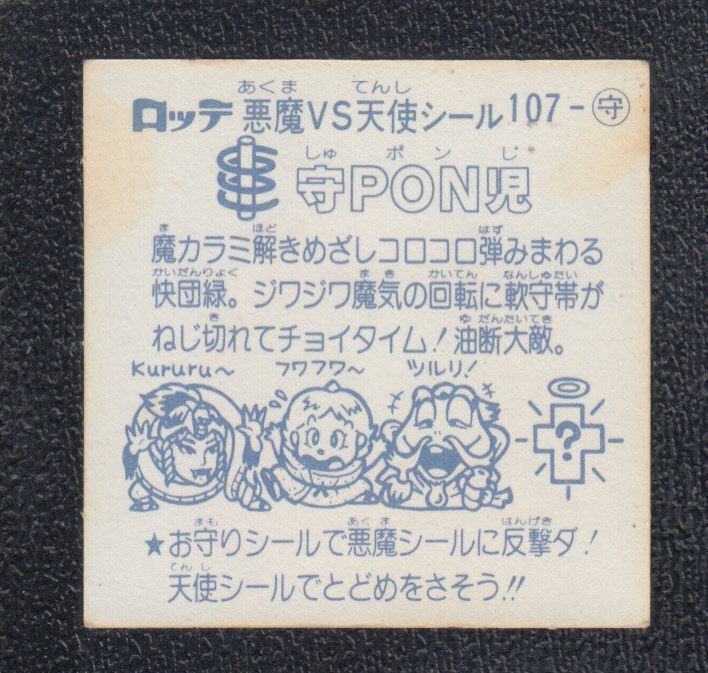 ロッテ 悪魔VS天使シール 107-守
あくま てんし
守PON児
しゅ ポン じ
魔カラミ解きめざしコロコロ弾みまわる
ま ほど はず
快団緑。ジワジワ魔気の回転に軟守帯が
かいだんりょく まき かいてん なんしゅだい
ねじ切れてチョイタイム！油断大敵。
き ゆだんたいてき
Kururu〜 フワフワ〜 ツルリ！
?
★お守りシールで悪魔シールに反撃ダ！
まも あくま はんげき
天使シールでとどめをさそう!!
てんし